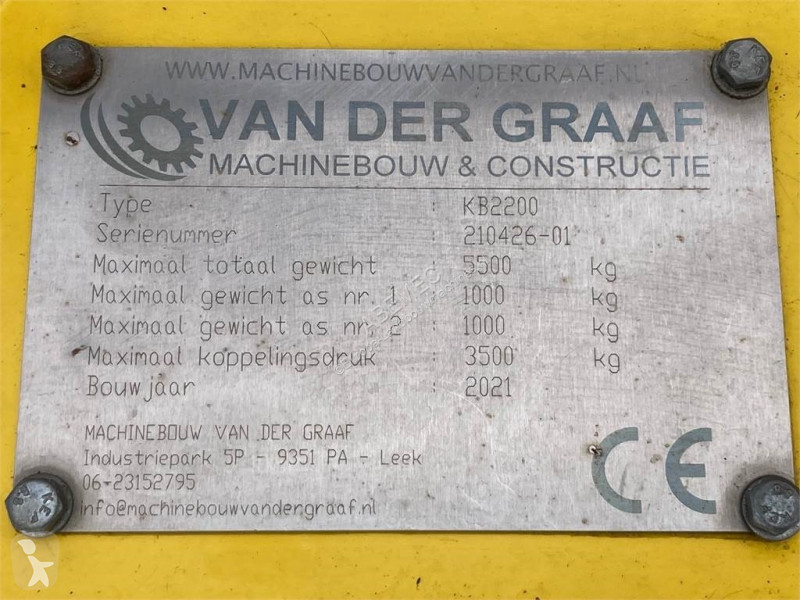 WWW.MACHINEBOUWVANDERGRAAF.NL
VAN DER GRAAF
MACHINEBOUW & CONSTRUCTIE
Type : KB2200
Serienummer : 210426-01
Maximaal totaal gewicht : 5500 kg
Maximaal gewicht as nr. 1 : 1000 kg
Maximaal gewicht as nr. 2 : 1000 kg
Maximaal koppelingsdruk : 3500 kg
Bouwjaar : 2021
MACHINEBOUW VAN DER GRAAF
Industriepark 5P - 9351 PA - Leek
06-23152795
info@machinebouwvandergraaf.nl
CE